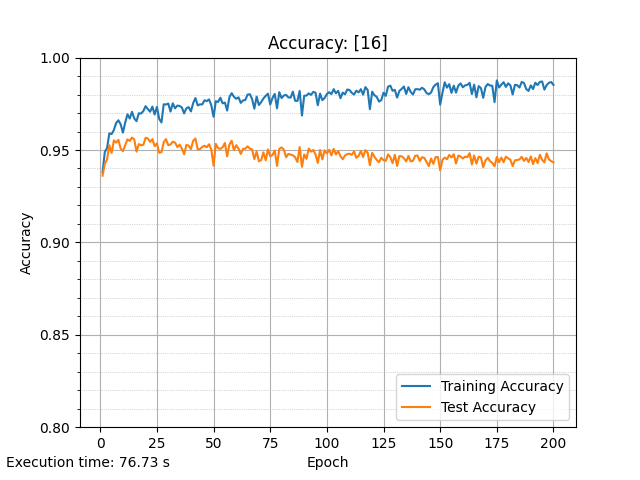 Accuracy: [16]
1.00
0.95
0.90
0.85
0.80
Accuracy
Training Accuracy
Test Accuracy
0 25 50 75 100 125 150 175 200
Execution time: 76.73 s
Epoch